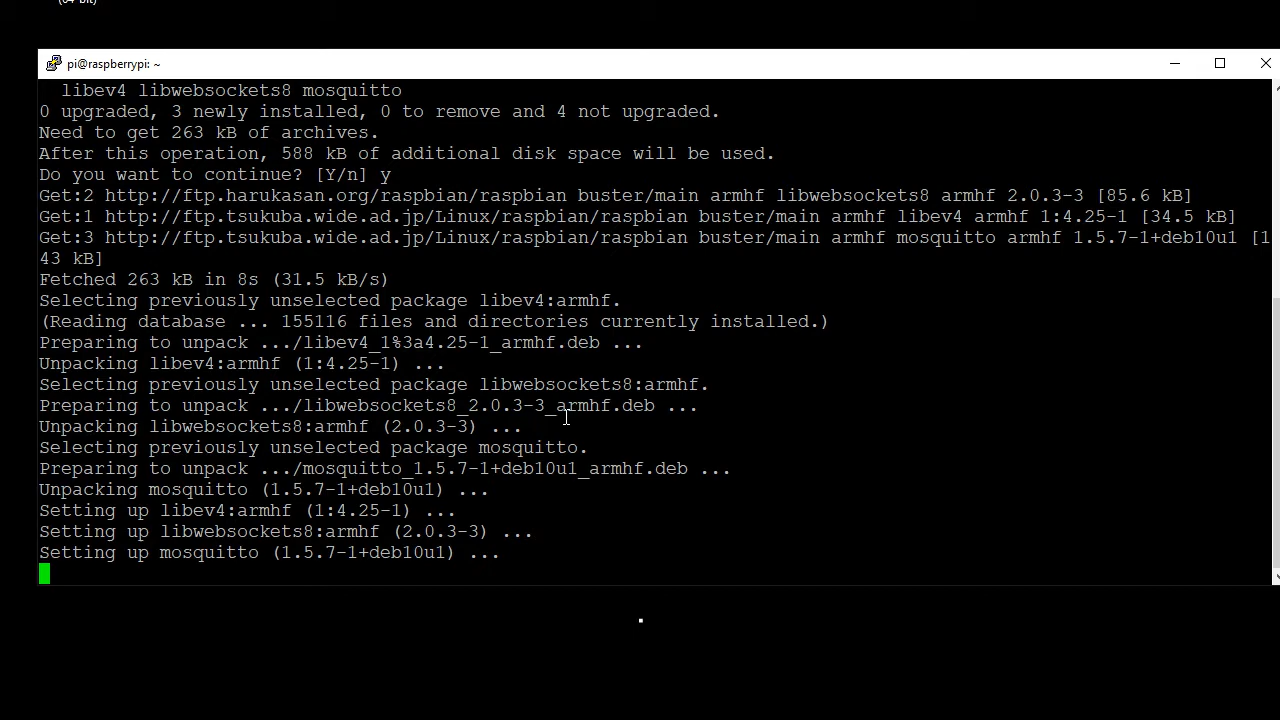 (64-bit)
pi@raspberrypi: ~
libev4 libwebsockets8 mosquitto
0 upgraded, 3 newly installed, 0 to remove and 4 not upgraded.
Need to get 263 kB of archives.
After this operation, 588 kB of additional disk space will be used.
Do you want to continue? [Y/n] y
Get:2 http://ftp.harukasan.org/raspbian/raspbian buster/main armhf libwebsockets8 armhf 2.0.3-3 [85.6 kB]
Get:1 http://ftp.tsukuba.wide.ad.jp/Linux/raspbian/raspbian buster/main armhf libev4 armhf 1:4.25-1 [34.5 kB]
Get:3 http://ftp.tsukuba.wide.ad.jp/Linux/raspbian/raspbian buster/main armhf mosquitto armhf 1.5.7-1+deb10u1 [1
43 kB]
Fetched 263 kB in 8s (31.5 kB/s)
Selecting previously unselected package libev4:armhf.
(Reading database ... 155116 files and directories currently installed.)
Preparing to unpack .../libev4_1%3a4.25-1_armhf.deb ...
Unpacking libev4:armhf (1:4.25-1) ...
Selecting previously unselected package libwebsockets8:armhf.
Preparing to unpack .../libwebsockets8_2.0.3-3_armhf.deb ...
Unpacking libwebsockets8:armhf (2.0.3-3) ...
Selecting previously unselected package mosquitto.
Preparing to unpack .../mosquitto_1.5.7-1+deb10u1_armhf.deb ...
Unpacking mosquitto (1.5.7-1+deb10u1) ...
Setting up libev4:armhf (1:4.25-1) ...
Setting up libwebsockets8:armhf (2.0.3-3) ...
Setting up mosquitto (1.5.7-1+deb10u1) ...